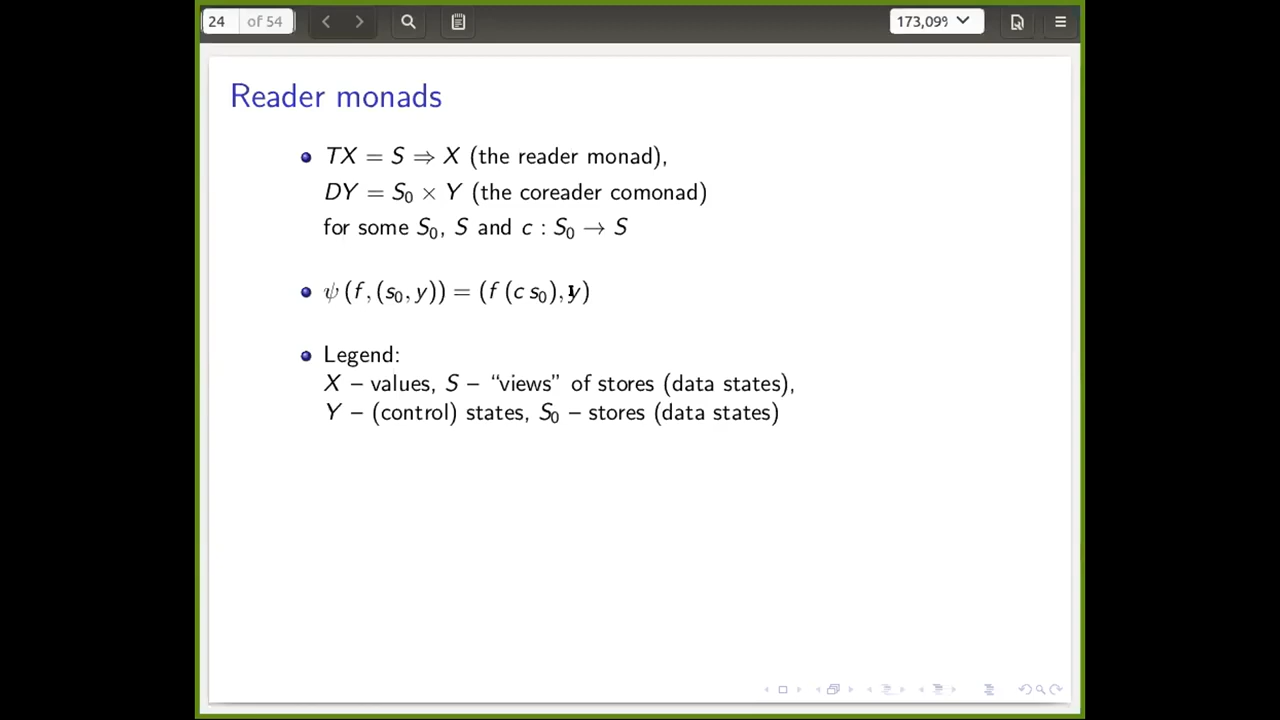 24 of 54 173,09%
Reader monads
TX = S ⇒ X (the reader monad),
DY = S₀ × Y (the coreader comonad)
for some S₀, S and c : S₀ → S
ψ (f, (s₀, y)) = (f (c s₀), y)
Legend:
X – values, S – “views” of stores (data states),
Y – (control) states, S₀ – stores (data states)